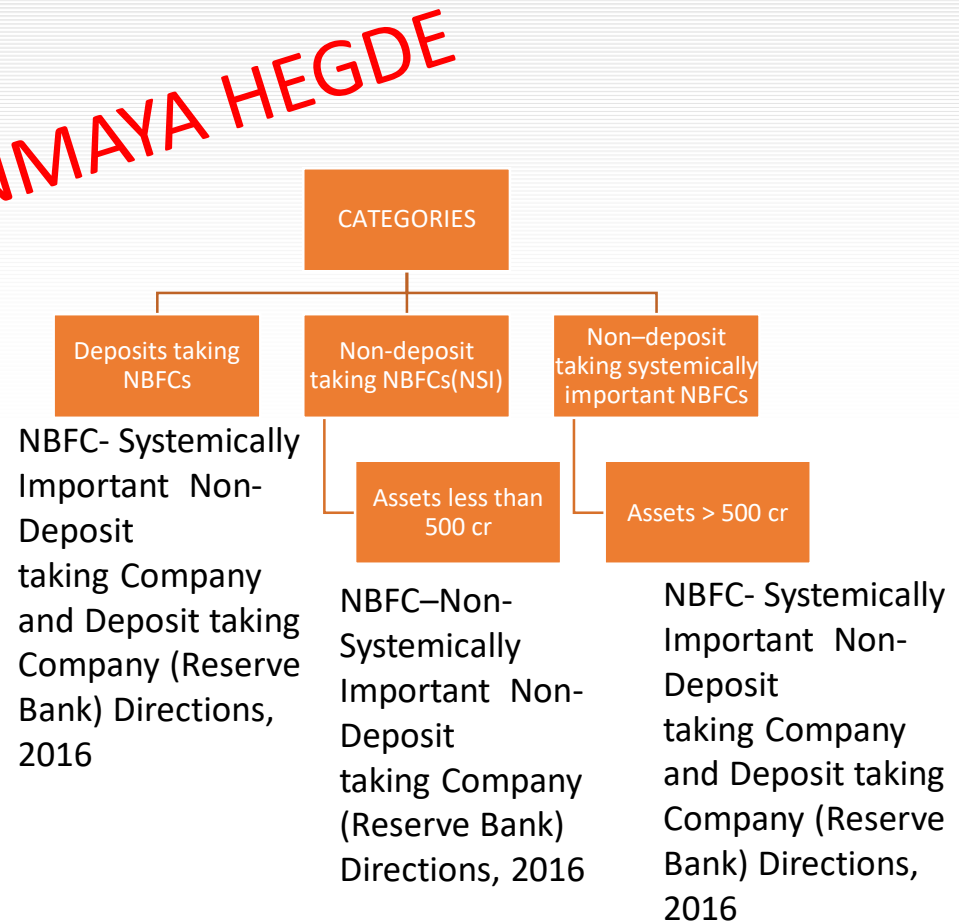 NMAYA HEGDE
CATEGORIES
Deposits taking
NBFCs
Non-deposit
taking NBFCs(NSI)
Non–deposit
taking systemically
important NBFCs
NBFC- Systemically
Important Non-
Deposit
taking Company
and Deposit taking
Company (Reserve
Bank) Directions,
2016
Assets less than
500 cr
Assets > 500 cr
NBFC–Non-
Systemically
Important Non-
Deposit
taking Company
(Reserve Bank)
Directions, 2016
NBFC- Systemically
Important Non-
Deposit
taking Company
and Deposit taking
Company (Reserve
Bank) Directions,
2016